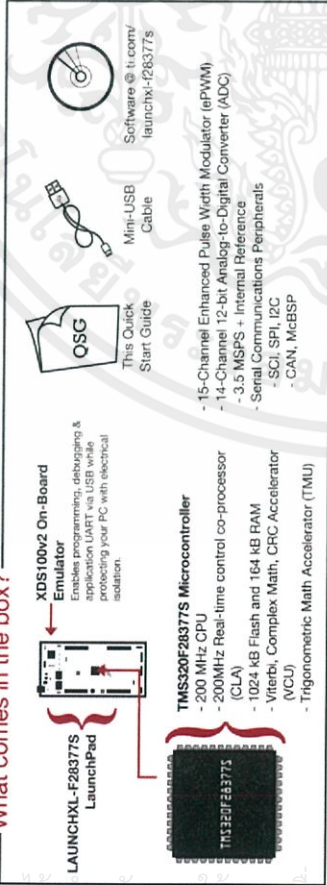 What comes in the box?
LAUNCHXL-F28377S
LaunchPad
XDS100v2 On-Board
Emulator
Enables programming, debugging &
application UART via USB while
protecting your PC with electrical
isolation.
QSG
This Quick
Start Guide
Mini-USB
Cable
Software @ ti.com/
launchxl-f28377s
TMS320F28377S
TMS320F28377S Microcontroller
- 200 MHz CPU
- 200MHz Real-time control co-processor
(CLA)
- 1024 kB Flash and 164 kB RAM
- Viterbi, Complex Math, CRC Accelerator
(VCU)
- Trigonometric Math Accelerator (TMU)
- 15-Channel Enhanced Pulse Width Modulator (ePWM)
- 14-Channel 12-bit Analog-to-Digital Converter (ADC)
- 3.5 MSPS + Internal Reference
- Serial Communications Peripherals
- SCI, SPI, I2C
- CAN, McBSP